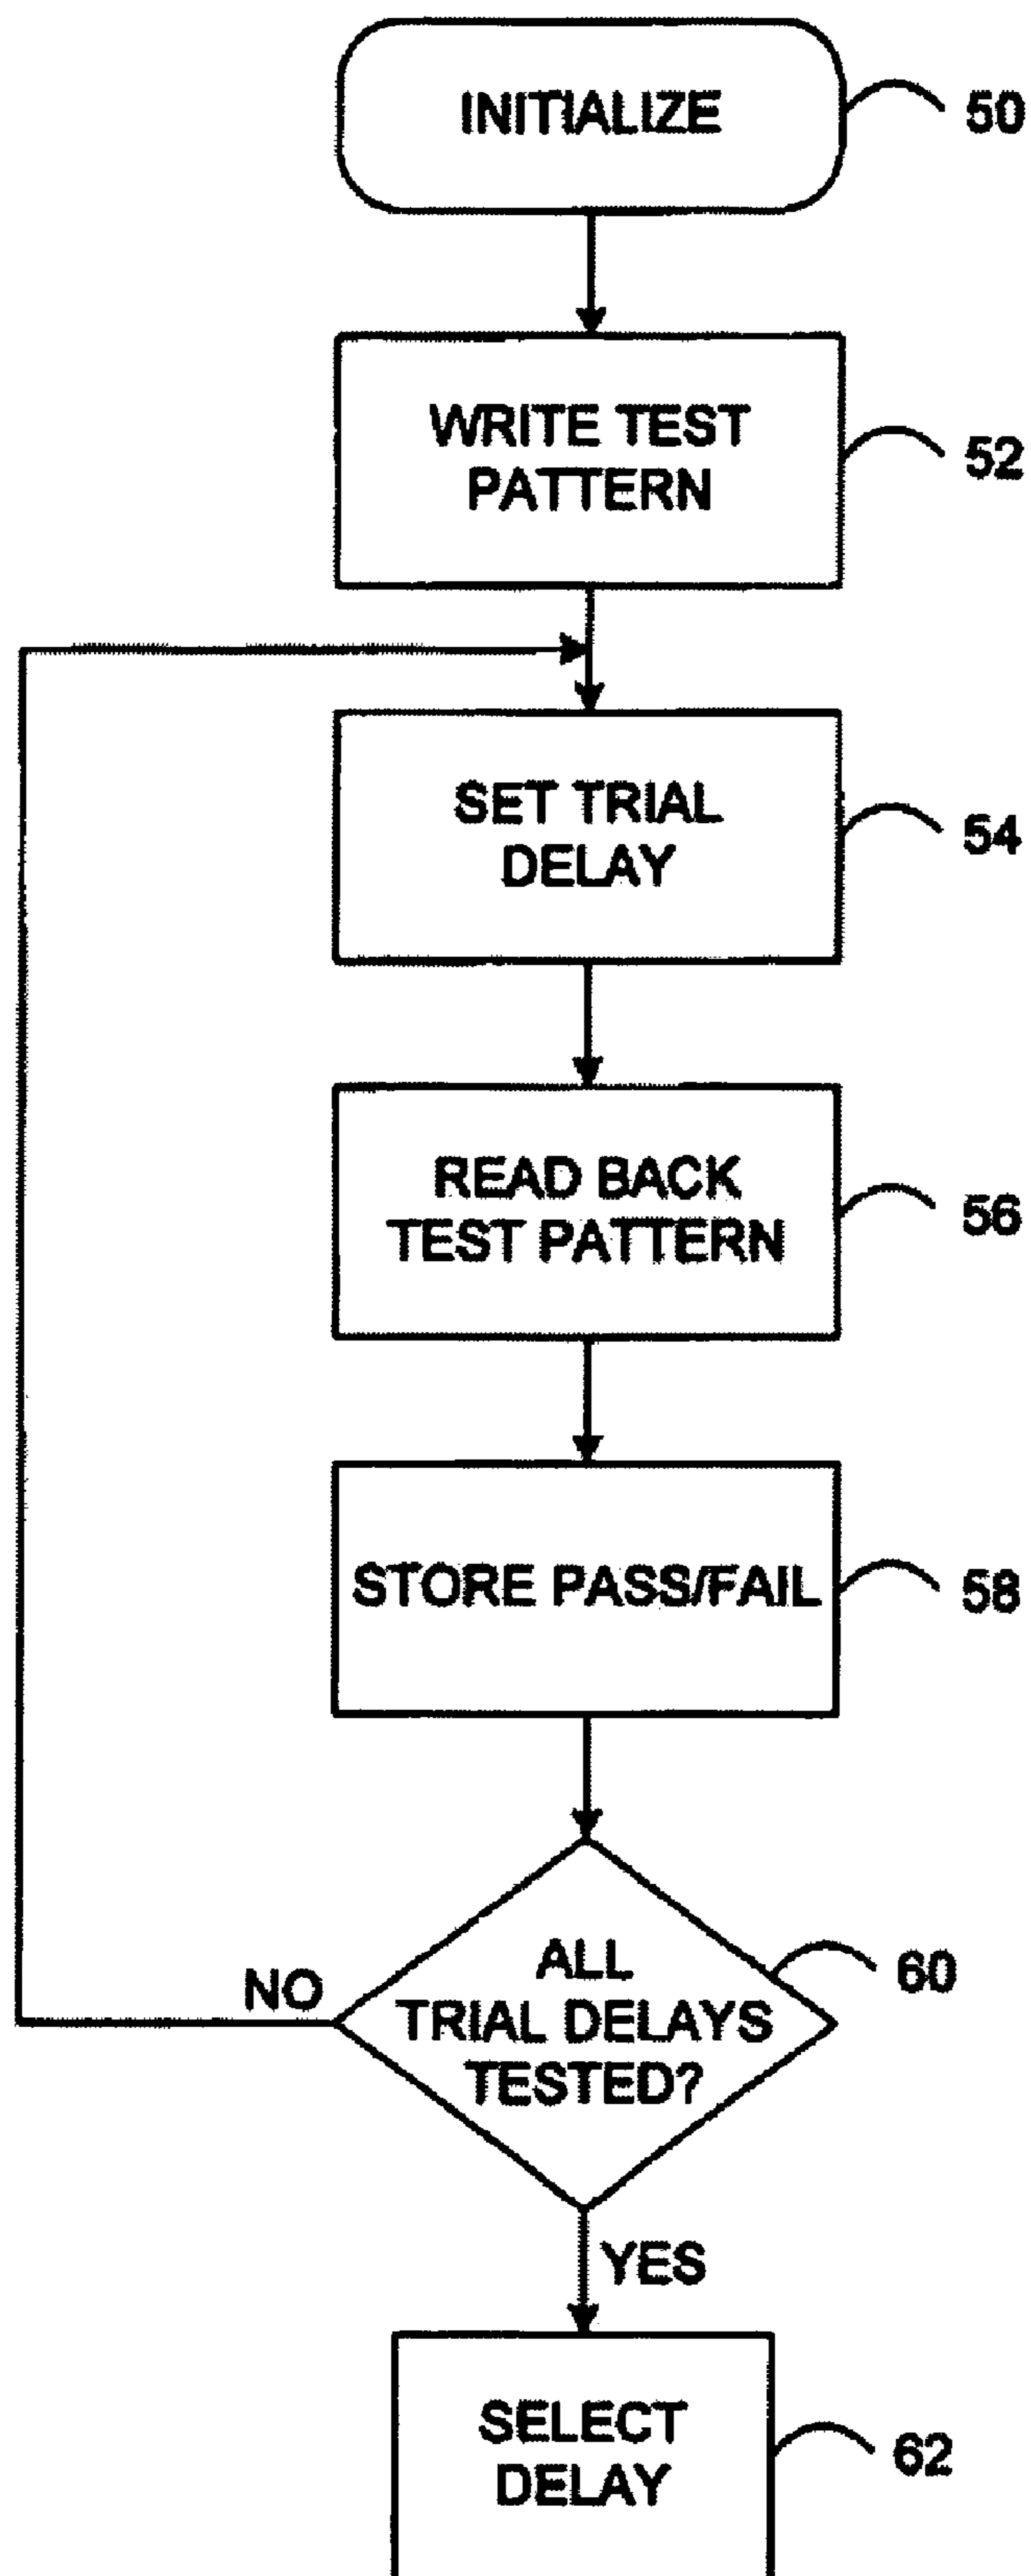 INITIALIZE
50
WRITE TEST
PATTERN
52
SET TRIAL
DELAY
54
READ BACK
TEST PATTERN
56
STORE PASS/FAIL
58
ALL
TRIAL DELAYS
TESTED?
60
NO
YES
SELECT
DELAY
62